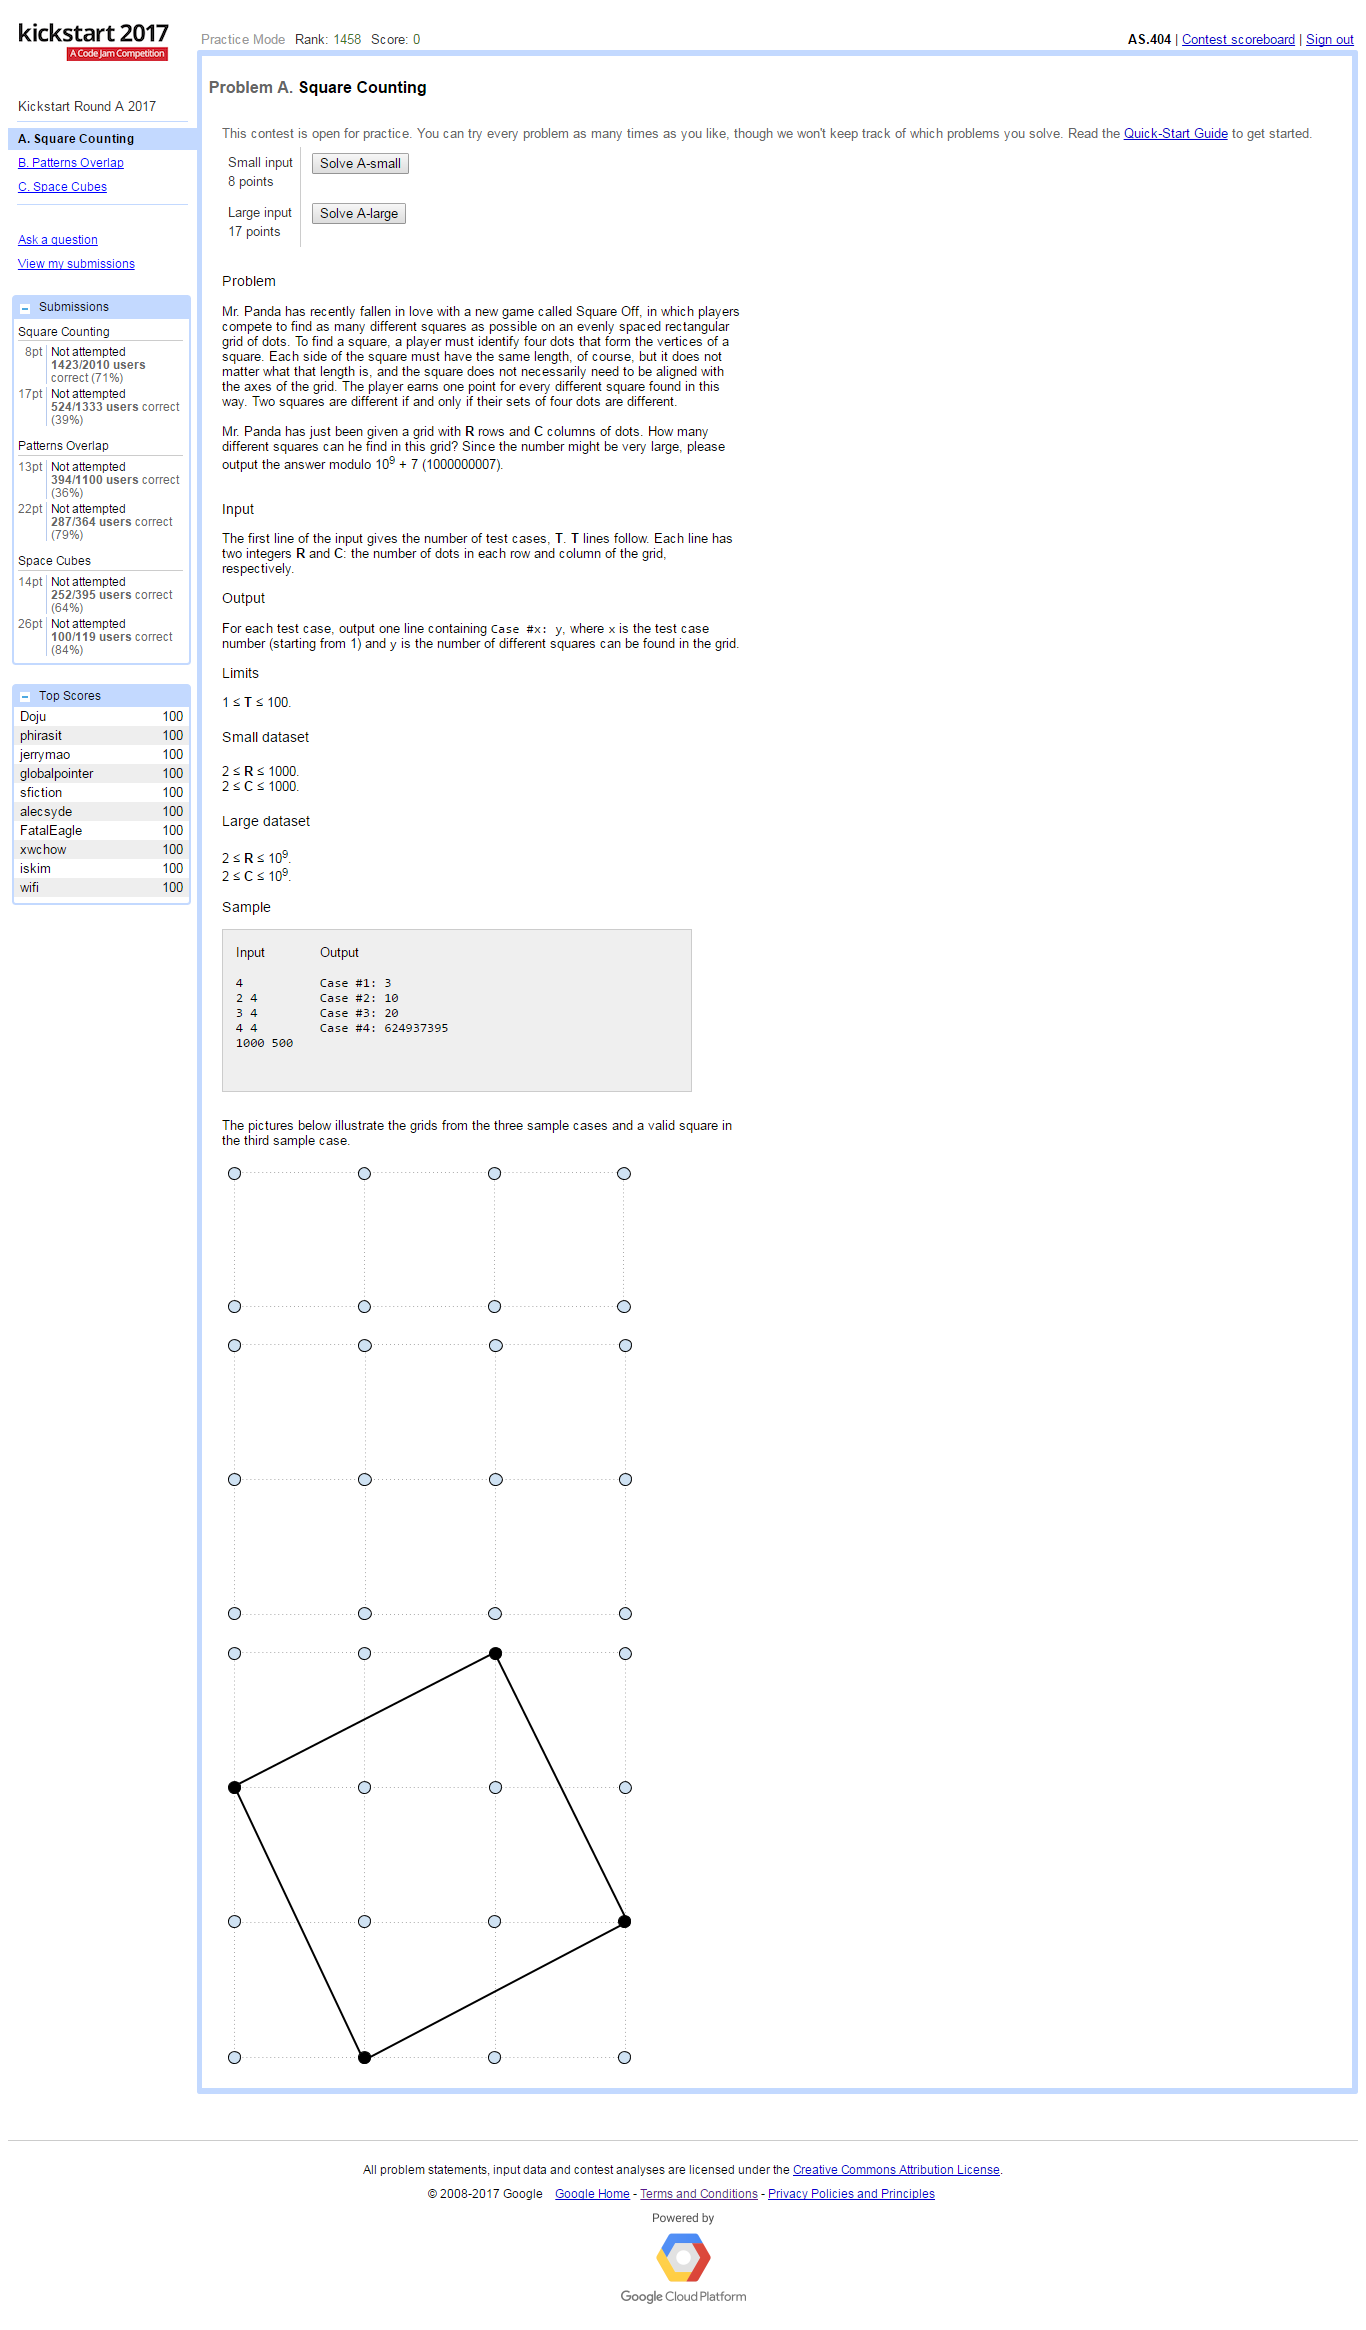 kickstart 2017
A Code Jam Competition
Practice Mode Rank: 1458 Score: 0
AS.404 | Contest scoreboard | Sign out
Kickstart Round A 2017
A. Square Counting
B. Patterns Overlap
C. Space Cubes
Ask a question
View my submissions
Submissions
Square Counting
8pt Not attempted
1423/2010 users
correct (71%)
17pt Not attempted
524/1333 users correct
(39%)
Patterns Overlap
13pt Not attempted
394/1100 users correct
(36%)
22pt Not attempted
287/364 users correct
(79%)
Space Cubes
14pt Not attempted
252/395 users correct
(64%)
26pt Not attempted
100/119 users correct
(84%)
Top Scores
Doju 100
phirasit 100
jerrymao 100
globalpointer 100
sfiction 100
alecsyde 100
FatalEagle 100
xwchow 100
iskim 100
wifi 100
Problem A. Square Counting
This contest is open for practice. You can try every problem as many times as you like, though we won't keep track of which problems you solve. Read the Quick-Start Guide to get started.
Small input
8 points
Solve A-small
Large input
17 points
Solve A-large
Problem
Mr. Panda has recently fallen in love with a new game called Square Off, in which players
compete to find as many different squares as possible on an evenly spaced rectangular
grid of dots. To find a square, a player must identify four dots that form the vertices of a
square. Each side of the square must have the same length, of course, but it does not
matter what that length is, and the square does not necessarily need to be aligned with
the axes of the grid. The player earns one point for every different square found in this
way. Two squares are different if and only if their sets of four dots are different.
Mr. Panda has just been given a grid with R rows and C columns of dots. How many
different squares can he find in this grid? Since the number might be very large, please
output the answer modulo 10⁹ + 7 (1000000007).
Input
The first line of the input gives the number of test cases, T. T lines follow. Each line has
two integers R and C: the number of dots in each row and column of the grid,
respectively.
Output
For each test case, output one line containing Case #x: y, where x is the test case
number (starting from 1) and y is the number of different squares can be found in the grid.
Limits
1 ≤ T ≤ 100.
Small dataset
2 ≤ R ≤ 1000.
2 ≤ C ≤ 1000.
Large dataset
2 ≤ R ≤ 10⁹.
2 ≤ C ≤ 10⁹.
Sample
Input Output
4 Case #1: 3
2 4 Case #2: 10
3 4 Case #3: 20
4 4 Case #4: 624937395
1000 500
The pictures below illustrate the grids from the three sample cases and a valid square in
the third sample case.
All problem statements, input data and contest analyses are licensed under the Creative Commons Attribution License.
© 2008-2017 Google Google Home - Terms and Conditions - Privacy Policies and Principles
Powered by
Google Cloud Platform